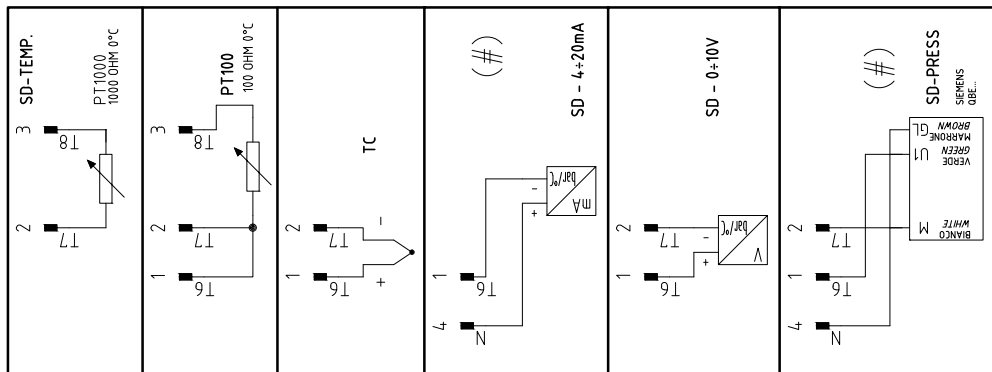 SD-TEMP.
PT1000
1000 OHM 0°C
3
T8
2
T7
PT100
100 OHM 0°C
3
T8
2
T7
1
T6
TC
2
T7
-
1
T6
+
(#)
SD - 4÷20mA
bar/°C
mA
-
+
1
T6
4
N
SD - 0÷10V
bar/°C
V
-
+
2
T7
1
T6
(#)
SD-PRESS
SIEMENS
QBE...
GL
MARRONE
BROWN
U1
VERDE
GREEN
M
BIANCO
WHITE
2
T7
1
T6
4
N